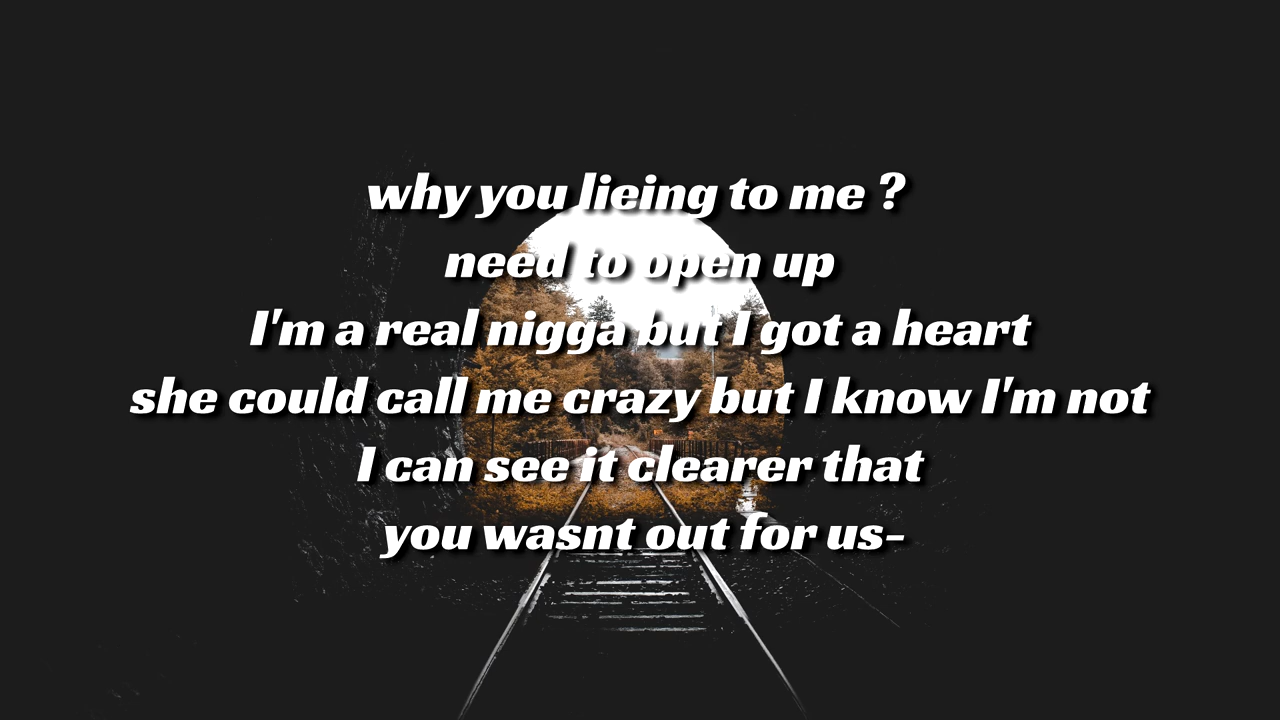 why you lieing to me ?
need to open up
I'm a real nigga but I got a heart
she could call me crazy but I know I'm not
I can see it clearer that
you wasnt out for us-